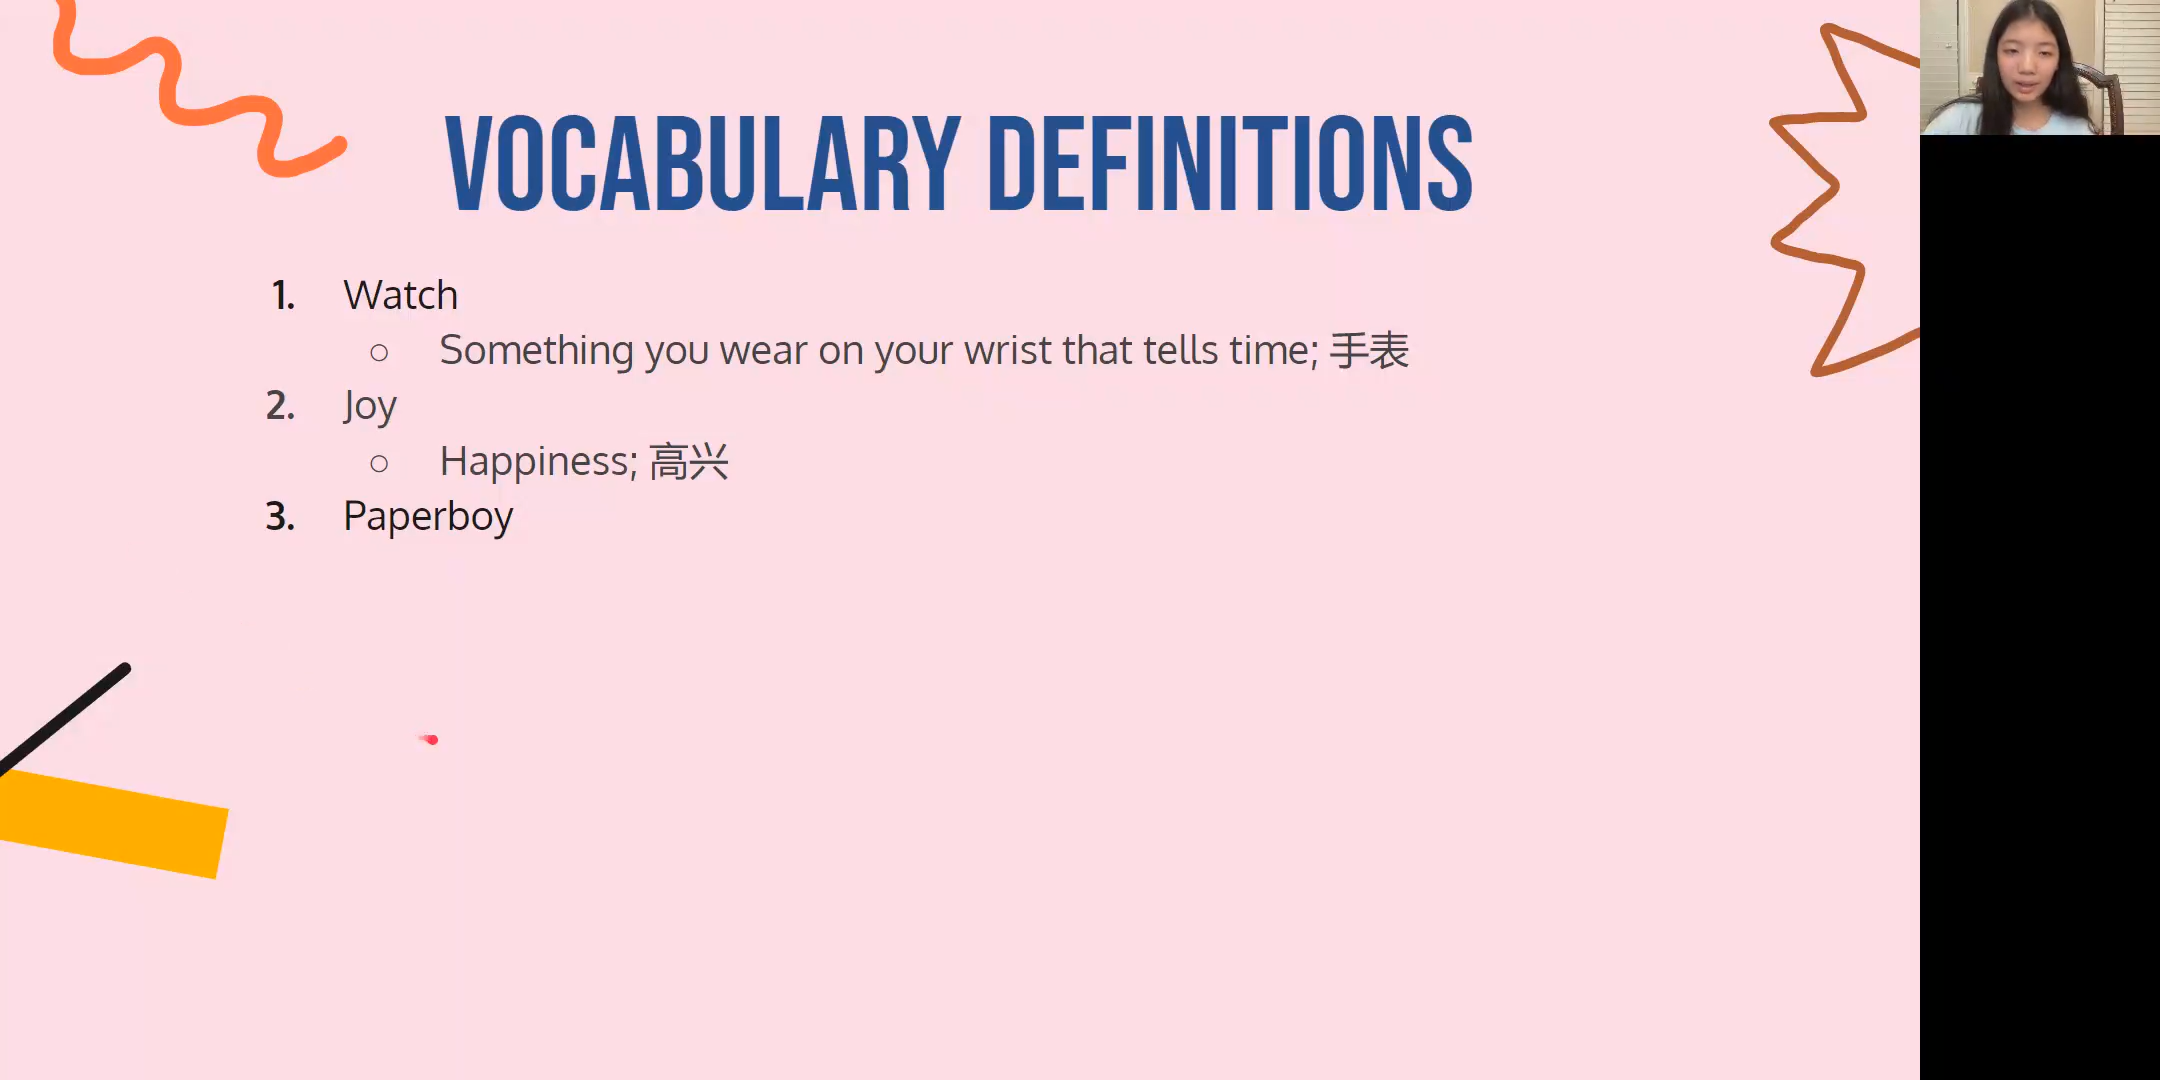 VOCABULARY DEFINITIONS
1. Watch
○ Something you wear on your wrist that tells time; 手表
2. Joy
○ Happiness; 高兴
3. Paperboy